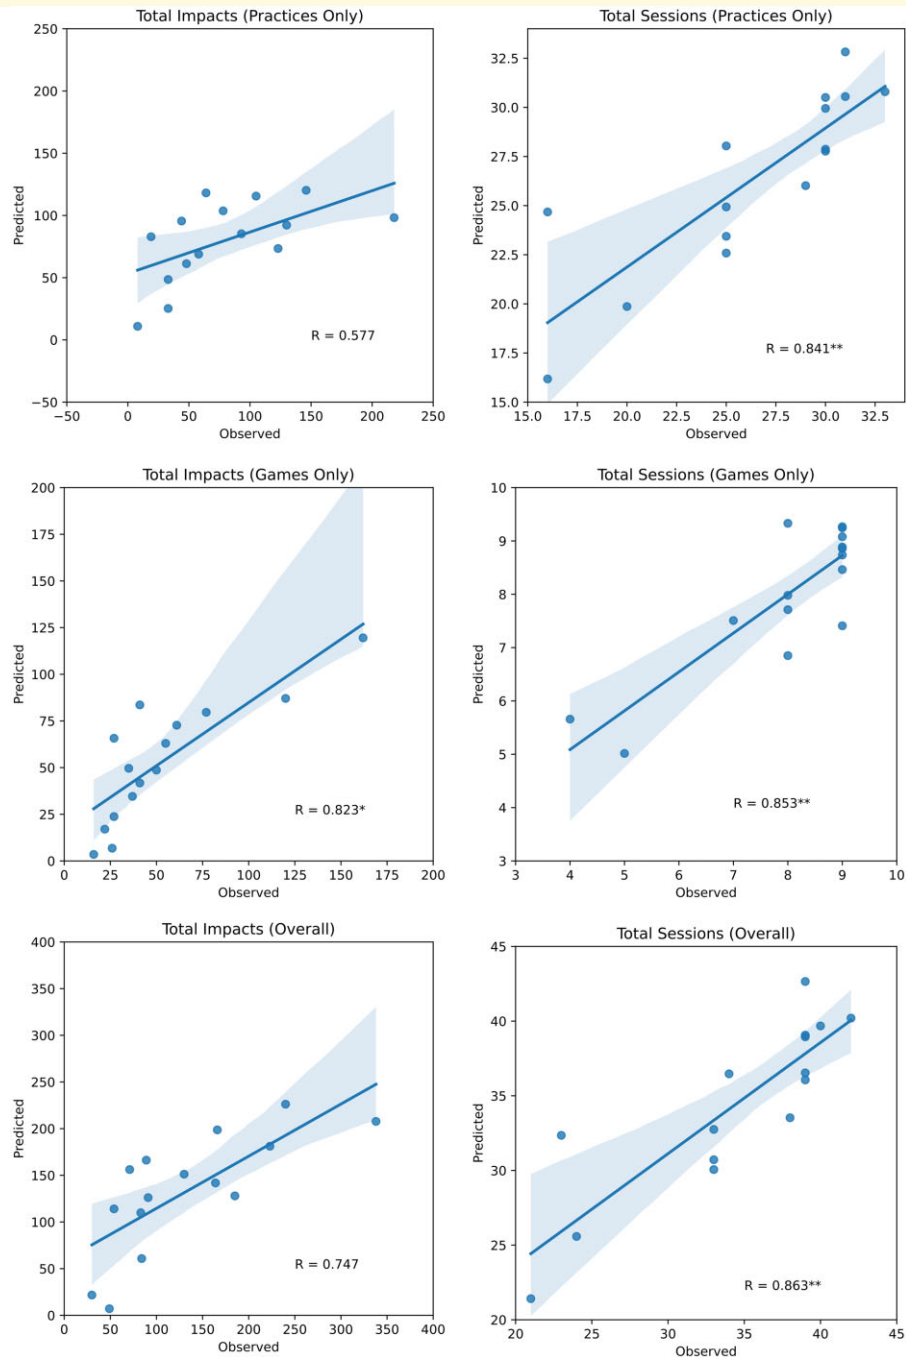 Total Impacts (Practices Only)
250
200
150
100
50
0
−50
Predicted
−50 0 50 100 150 200 250
Observed
R = 0.577
Total Sessions (Practices Only)
32.5
30.0
27.5
25.0
22.5
20.0
17.5
15.0
Predicted
15.0 17.5 20.0 22.5 25.0 27.5 30.0 32.5
Observed
R = 0.841**
Total Impacts (Games Only)
200
175
150
125
100
75
50
25
0
Predicted
0 25 50 75 100 125 150 175 200
Observed
R = 0.823*
Total Sessions (Games Only)
10
9
8
7
6
5
4
3
Predicted
3 4 5 6 7 8 9 10
Observed
R = 0.853**
Total Impacts (Overall)
400
350
300
250
200
150
100
50
0
Predicted
0 50 100 150 200 250 300 350 400
Observed
R = 0.747
Total Sessions (Overall)
45
40
35
30
25
20
Predicted
20 25 30 35 40 45
Observed
R = 0.863**